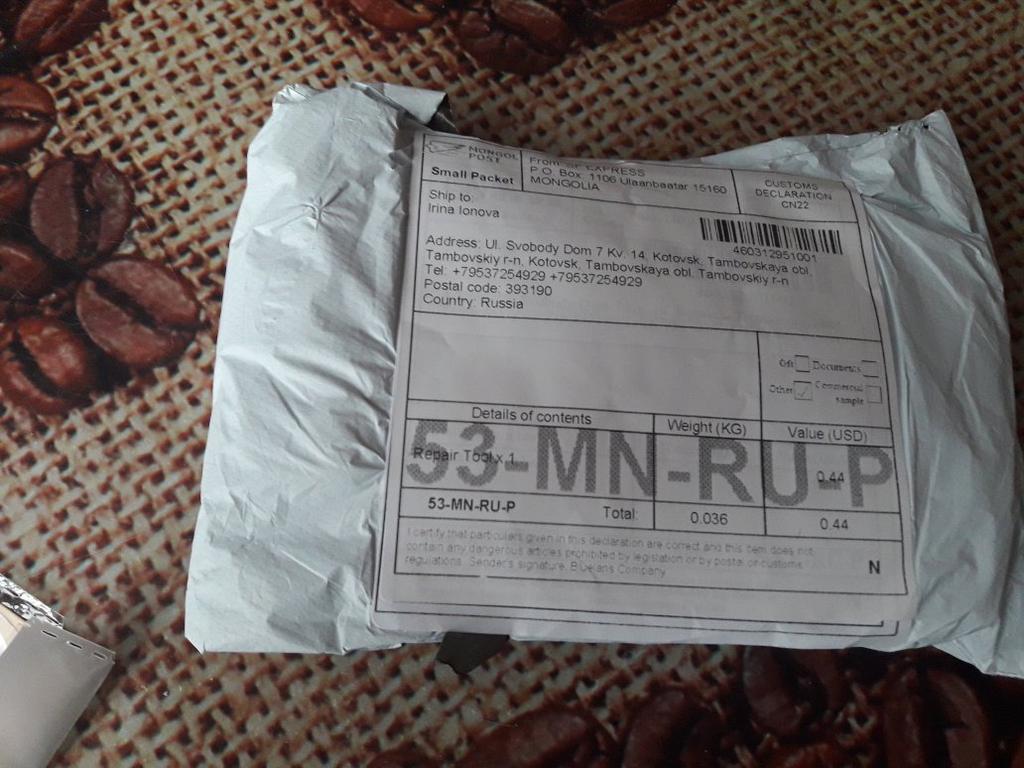 MONGOL
POST
Small Packet
From: SF EXPRESS
P.O. Box: 1106 Ulaanbaatar 15160
MONGOLIA
CUSTOMS
DECLARATION
CN22
Ship to:
Irina Ionova
460312951001
Address: Ul. Svobody Dom 7 Kv. 14, Kotovsk, Tambovskaya obl,
Tambovskiy r-n, Kotovsk, Tambovskaya obl. Tambovskiy r-n
Tel: +79537254929 +79537254929
Postal code: 393190
Country: Russia
Gift Documents
Other Commercial
sample
Details of contents Weight (KG) Value (USD)
53-MN-RU-P
Repair Tool x 1 0.44
53-MN-RU-P Total: 0.036 0.44
I certify that particulars given in this declaration are correct and this item does not
contain any dangerous articles prohibited by legislation or by postal or customs
regulations. Sender's signature. Company
N